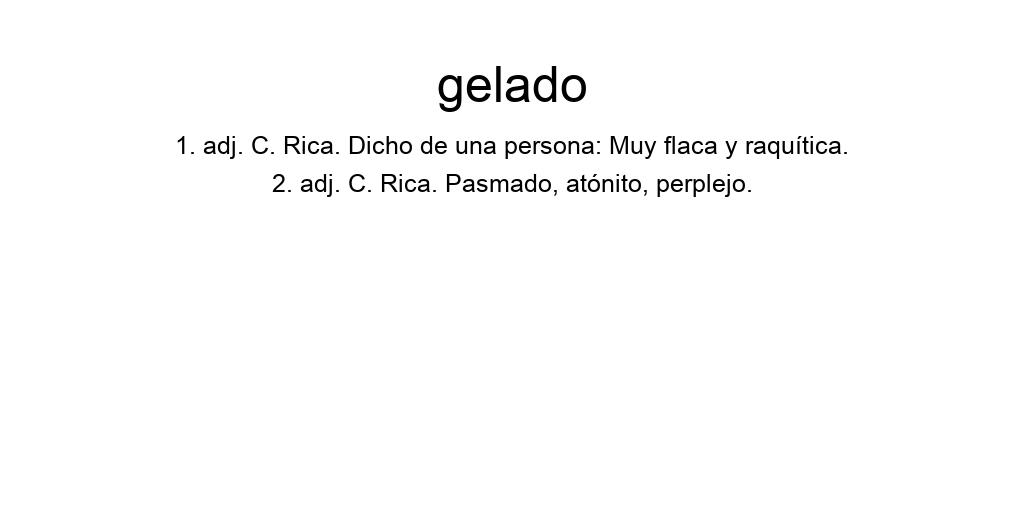 gelado
1. adj. C. Rica. Dicho de una persona: Muy flaca y raquítica.
2. adj. C. Rica. Pasmado, atónito, perplejo.